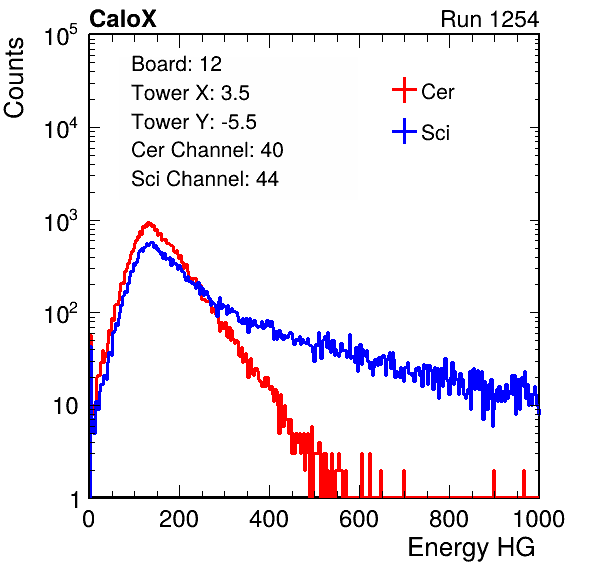 CaloX Run 1254
Counts
10^5
10^4
10^3
10^2
10
1
Board: 12
Tower X: 3.5
Tower Y: -5.5
Cer Channel: 40
Sci Channel: 44
Cer
Sci
0 200 400 600 800 1000
Energy HG